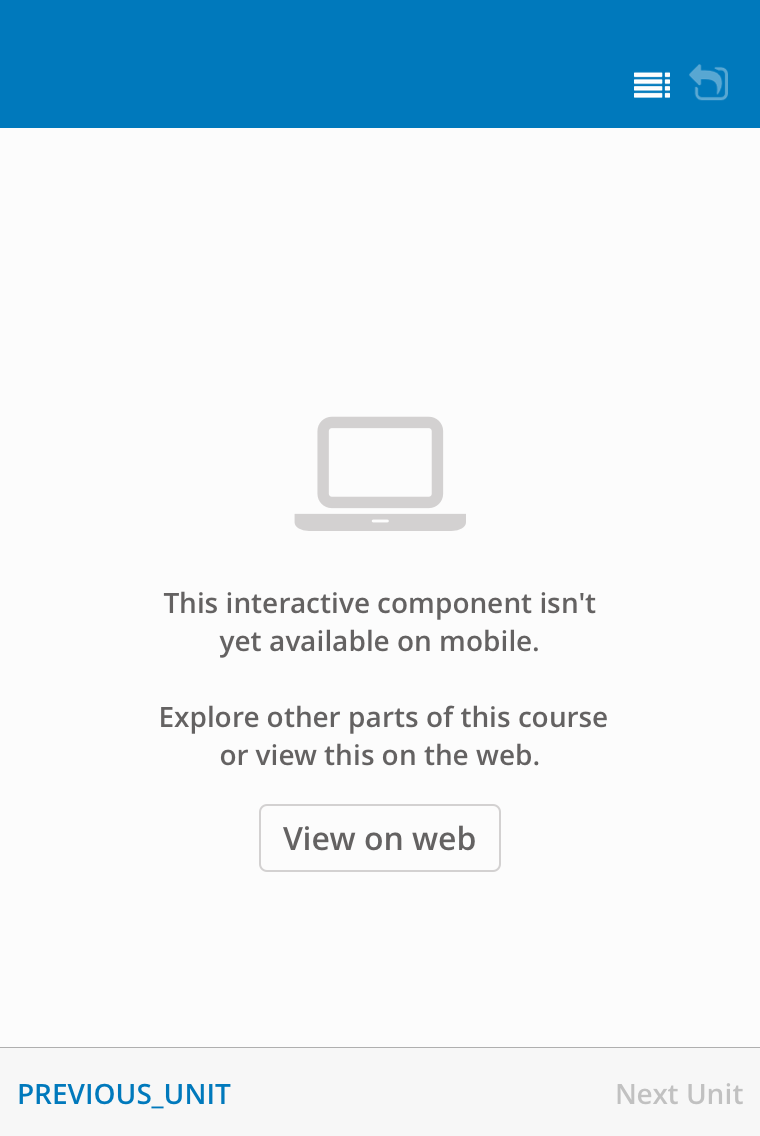 This interactive component isn't
yet available on mobile.
Explore other parts of this course
or view this on the web.
View on web
PREVIOUS_UNIT
Next Unit